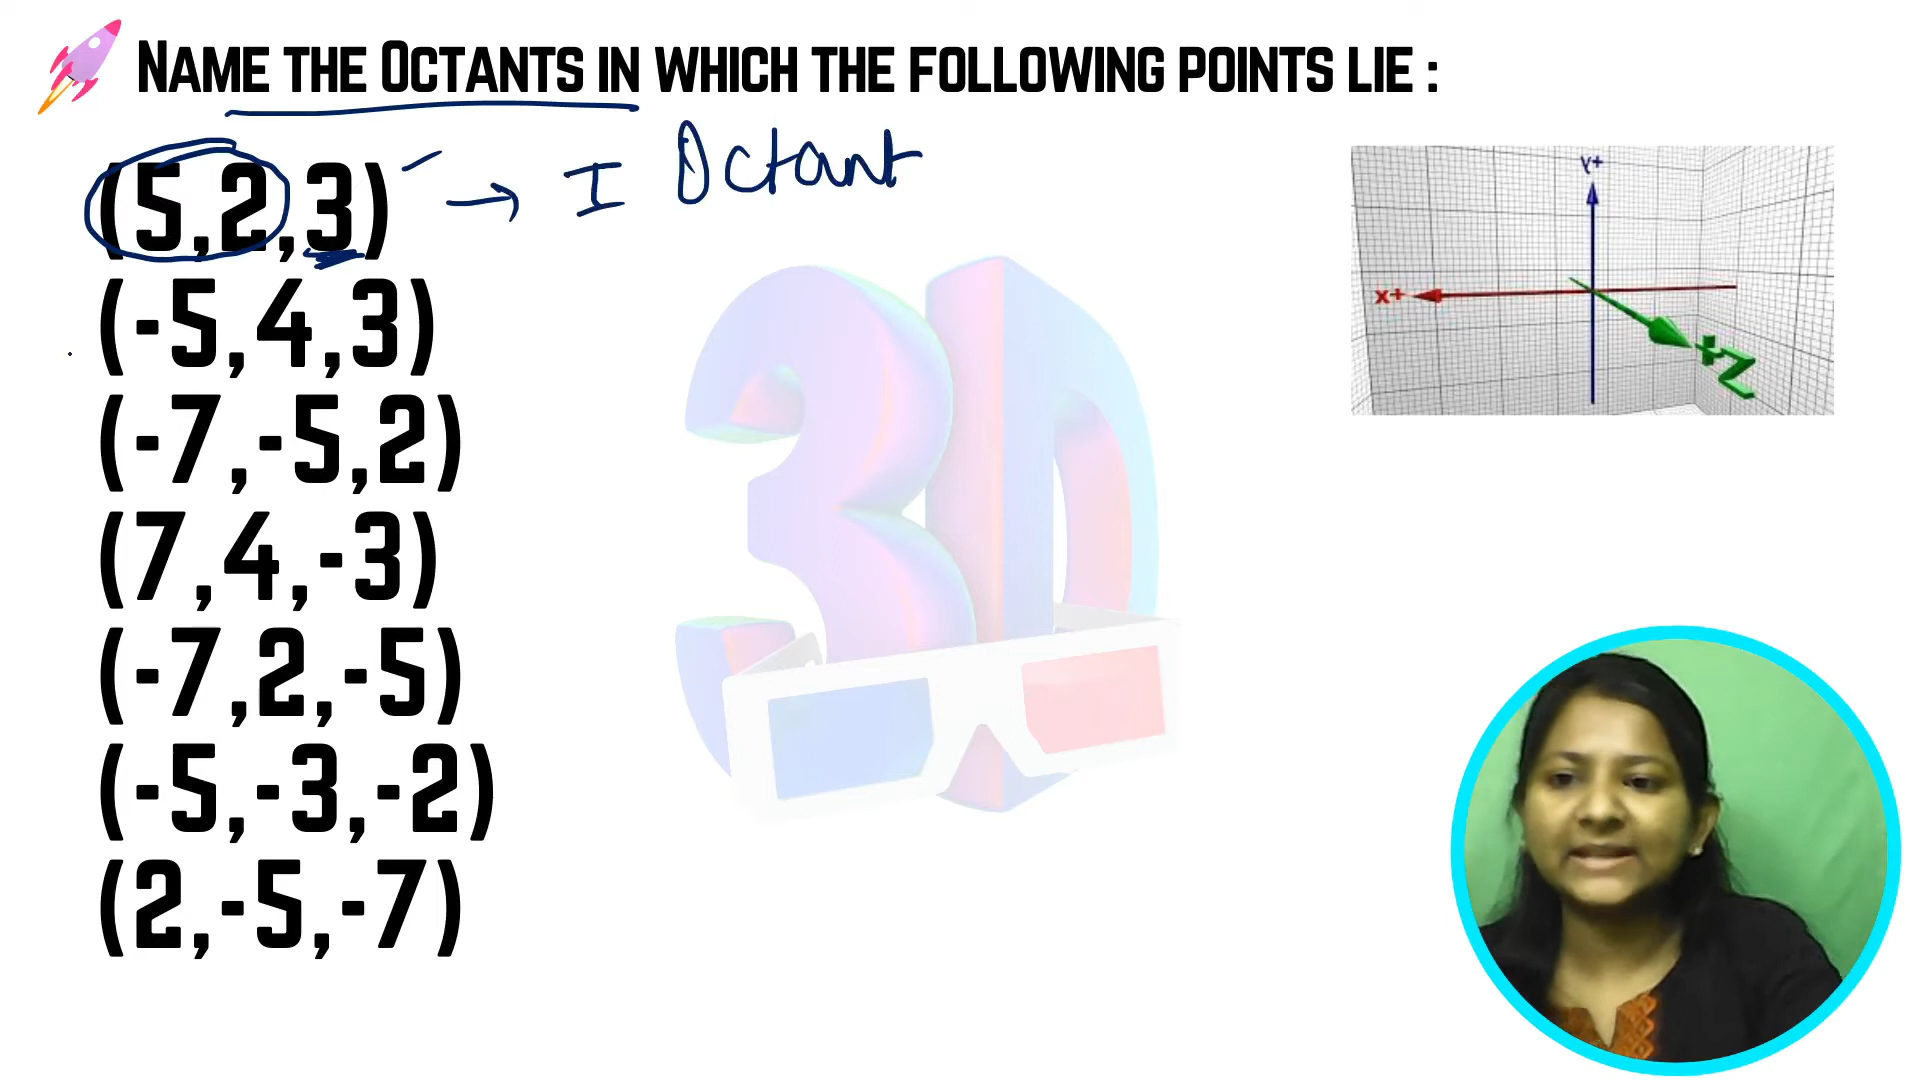 NAME THE OCTANTS IN WHICH THE FOLLOWING POINTS LIE :
(5,2,3) → I Octant
(-5,4,3)
(-7,-5,2)
(7,4,-3)
(-7,2,-5)
(-5,-3,-2)
(2,-5,-7)
y+
x+
+Z
3D